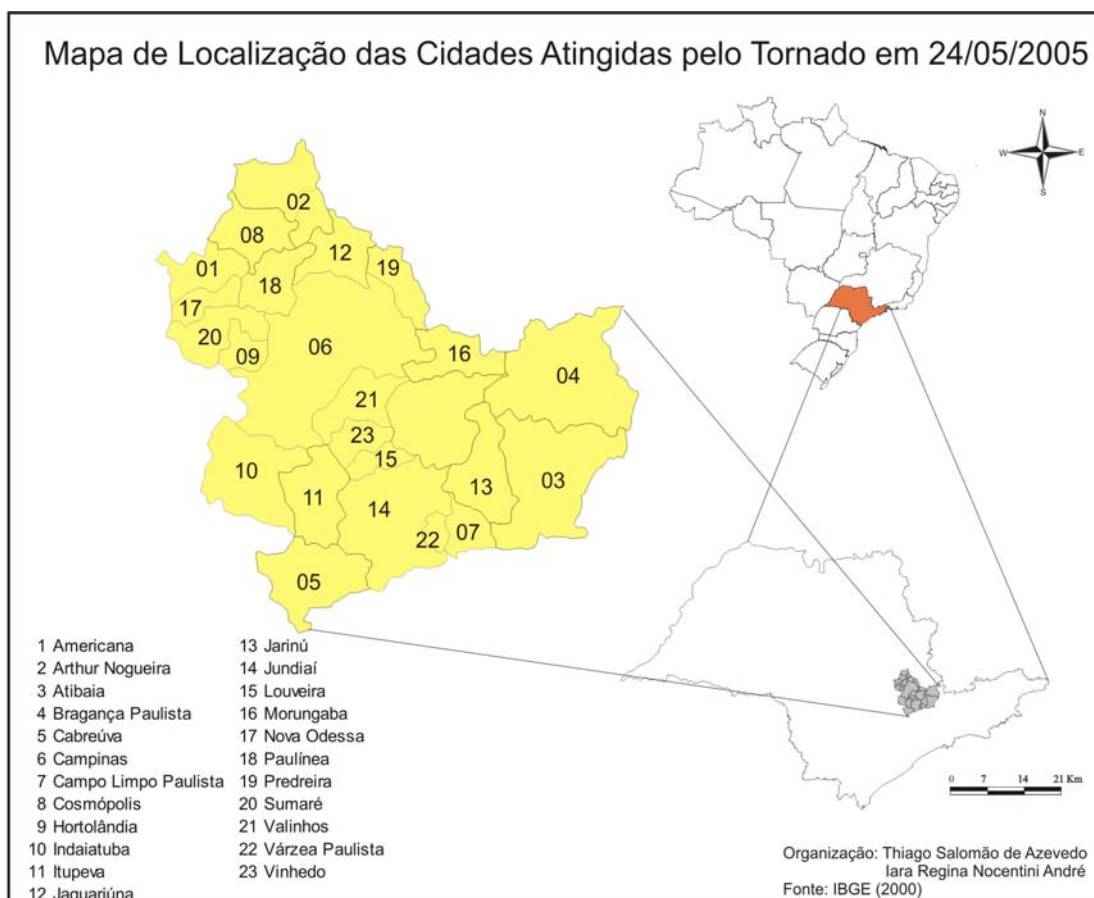 Mapa de Localização das Cidades Atingidas pelo Tornado em 24/05/2005
N
W E
S
02
08
12
01
19
18
17
20
09
06
16
04
21
23
15
10
13
03
11
14
07
22
05
1 Americana
2 Arthur Nogueira
3 Atibaia
4 Bragança Paulista
5 Cabreúva
6 Campinas
7 Campo Limpo Paulista
8 Cosmópolis
9 Hortolândia
10 Indaiatuba
11 Itupeva
12 Jaguariúna
13 Jarinú
14 Jundiaí
15 Louveira
16 Morungaba
17 Nova Odessa
18 Paulínea
19 Predreira
20 Sumaré
21 Valinhos
22 Várzea Paulista
23 Vinhedo
0 7 14 21 Km
Organização: Thiago Salomão de Azevedo
Iara Regina Nocentini André
Fonte: IBGE (2000)